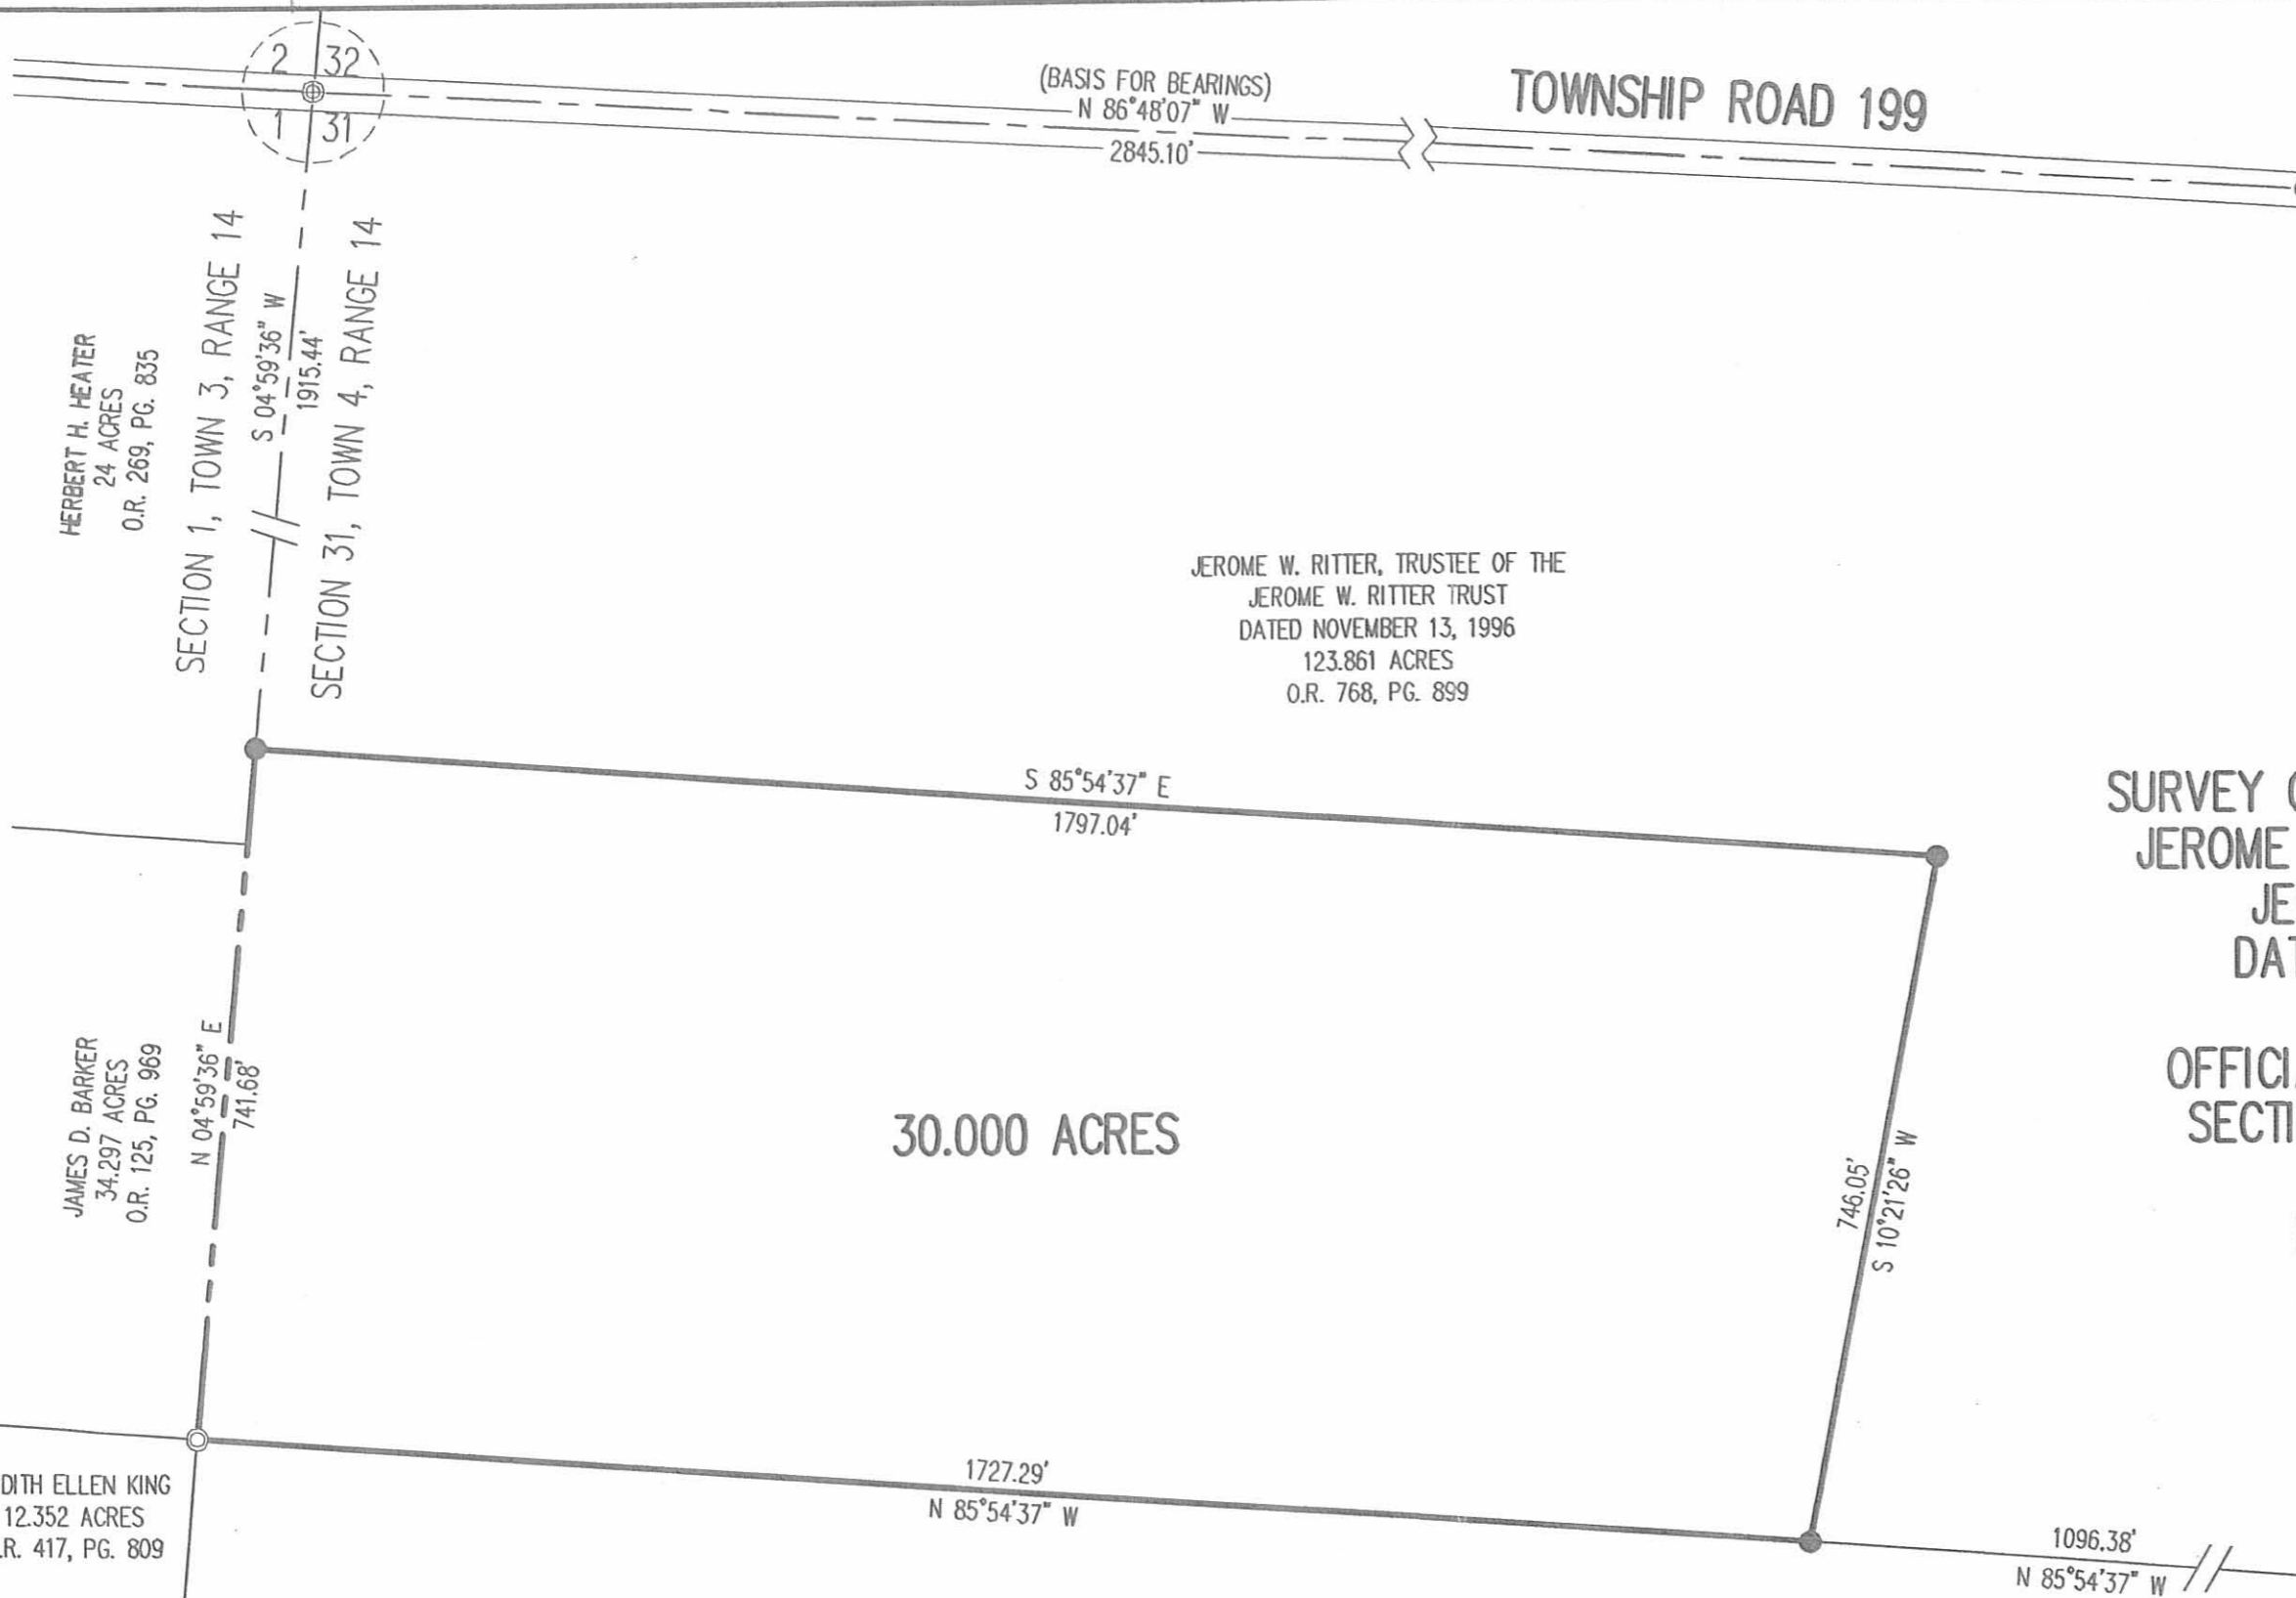 2 32
1 31
(BASIS FOR BEARINGS)
N 86°48'07" W
2845.10'
TOWNSHIP ROAD 199
HERBERT H. HEATER
24 ACRES
O.R. 269, PG. 835
SECTION 1, TOWN 3, RANGE 14
S 04°59'36" W
1915.44'
SECTION 31, TOWN 4, RANGE 14
JEROME W. RITTER, TRUSTEE OF THE
JEROME W. RITTER TRUST
DATED NOVEMBER 13, 1996
123.861 ACRES
O.R. 768, PG. 899
S 85°54'37" E
1797.04'
SURVEY
JEROME
JE
DAT
OFFICI
SECTI
JAMES D. BARKER
34.297 ACRES
O.R. 125, PG. 969
N 04°59'36" E
741.68'
30.000 ACRES
746.05'
S 10°21'26" W
1727.29'
N 85°54'37" W
DITH ELLEN KING
12.352 ACRES
.R. 417, PG. 809
1096.38'
N 85°54'37" W